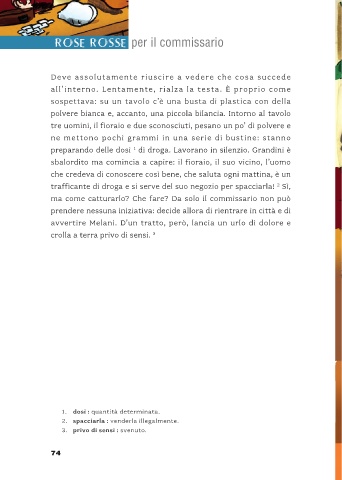 ROSE ROSSE per il commissario
Deve assolutamente riuscire a vedere che cosa succede
all'interno. Lentamente, rialza la testa. È proprio come
sospettava: su un tavolo c'è una busta di plastica con della
polvere bianca e, accanto, una piccola bilancia. Intorno al tavolo
tre uomini, il fioraio e due sconosciuti, pesano un po' di polvere e
ne mettono pochi grammi in una serie di bustine: stanno
preparando delle dosi ¹ di droga. Lavorano in silenzio. Grandini è
sbalordito ma comincia a capire: il fioraio, il suo vicino, l'uomo
che credeva di conoscere così bene, che saluta ogni mattina, è un
trafficante di droga e si serve del suo negozio per spacciarla! ² Sì,
ma come catturarlo? Che fare? Da solo il commissario non può
prendere nessuna iniziativa: decide allora di rientrare in città e di
avvertire Melani. D'un tratto, però, lancia un urlo di dolore e
crolla a terra privo di sensi. ³
1. dosi : quantità determinata.
2. spacciarla : venderla illegalmente.
3. privo di sensi : svenuto.
74